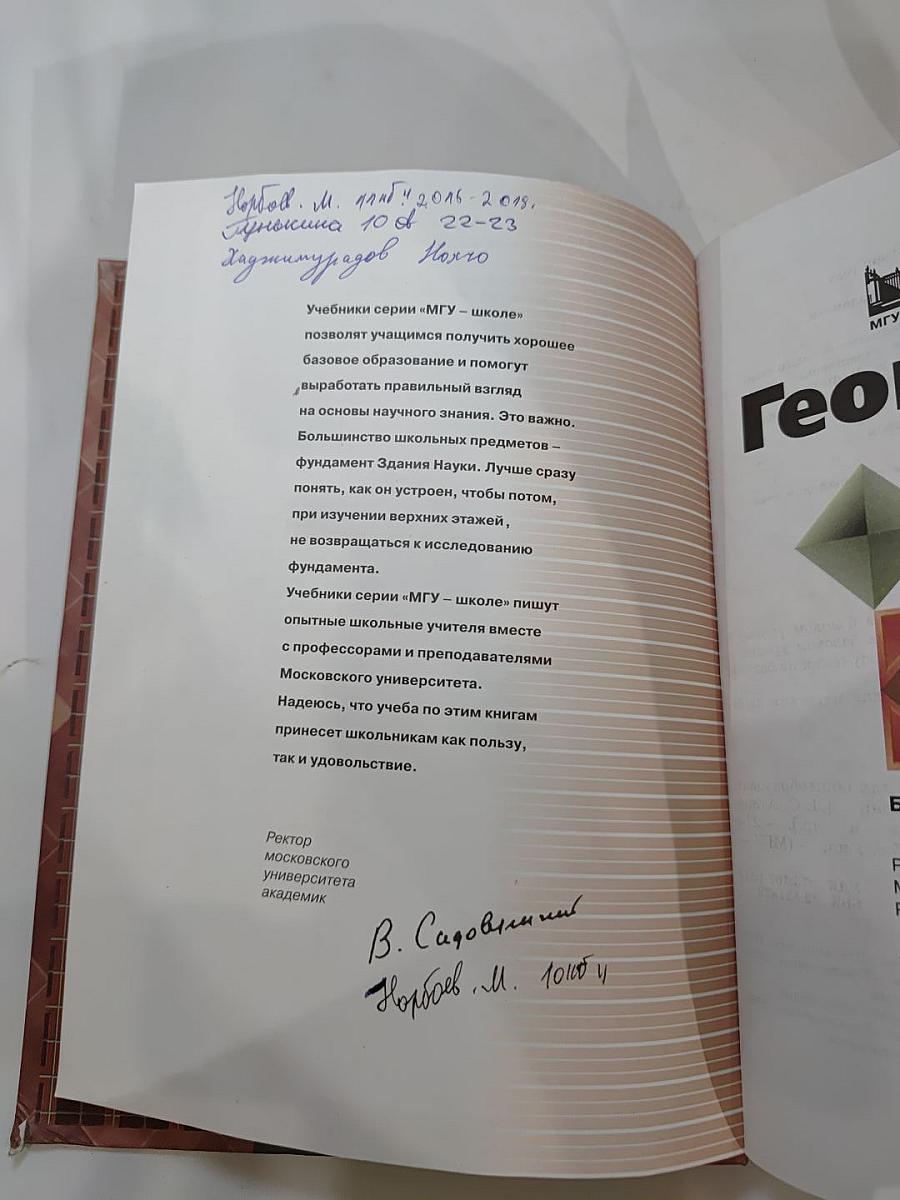 Норбоев. М. 11"б". 2016-2018.
Пунькина 10 а 22-23
Хаджимурадов Нохчо
Учебники серии «МГУ – школе»
позволят учащимся получить хорошее
базовое образование и помогут
выработать правильный взгляд
на основы научного знания. Это важно.
Большинство школьных предметов –
фундамент Здания Науки. Лучше сразу
понять, как он устроен, чтобы потом,
при изучении верхних этажей,
не возвращаться к исследованию
фундамента.
Учебники серии «МГУ – школе» пишут
опытные школьные учителя вместе
с профессорами и преподавателями
Московского университета.
Надеюсь, что учеба по этим книгам
принесет школьникам как пользу,
так и удовольствие.
Ректор
московского
университета
академик
В. Садовничий
Норбоев. М. 10"б"
МГУ
Гео